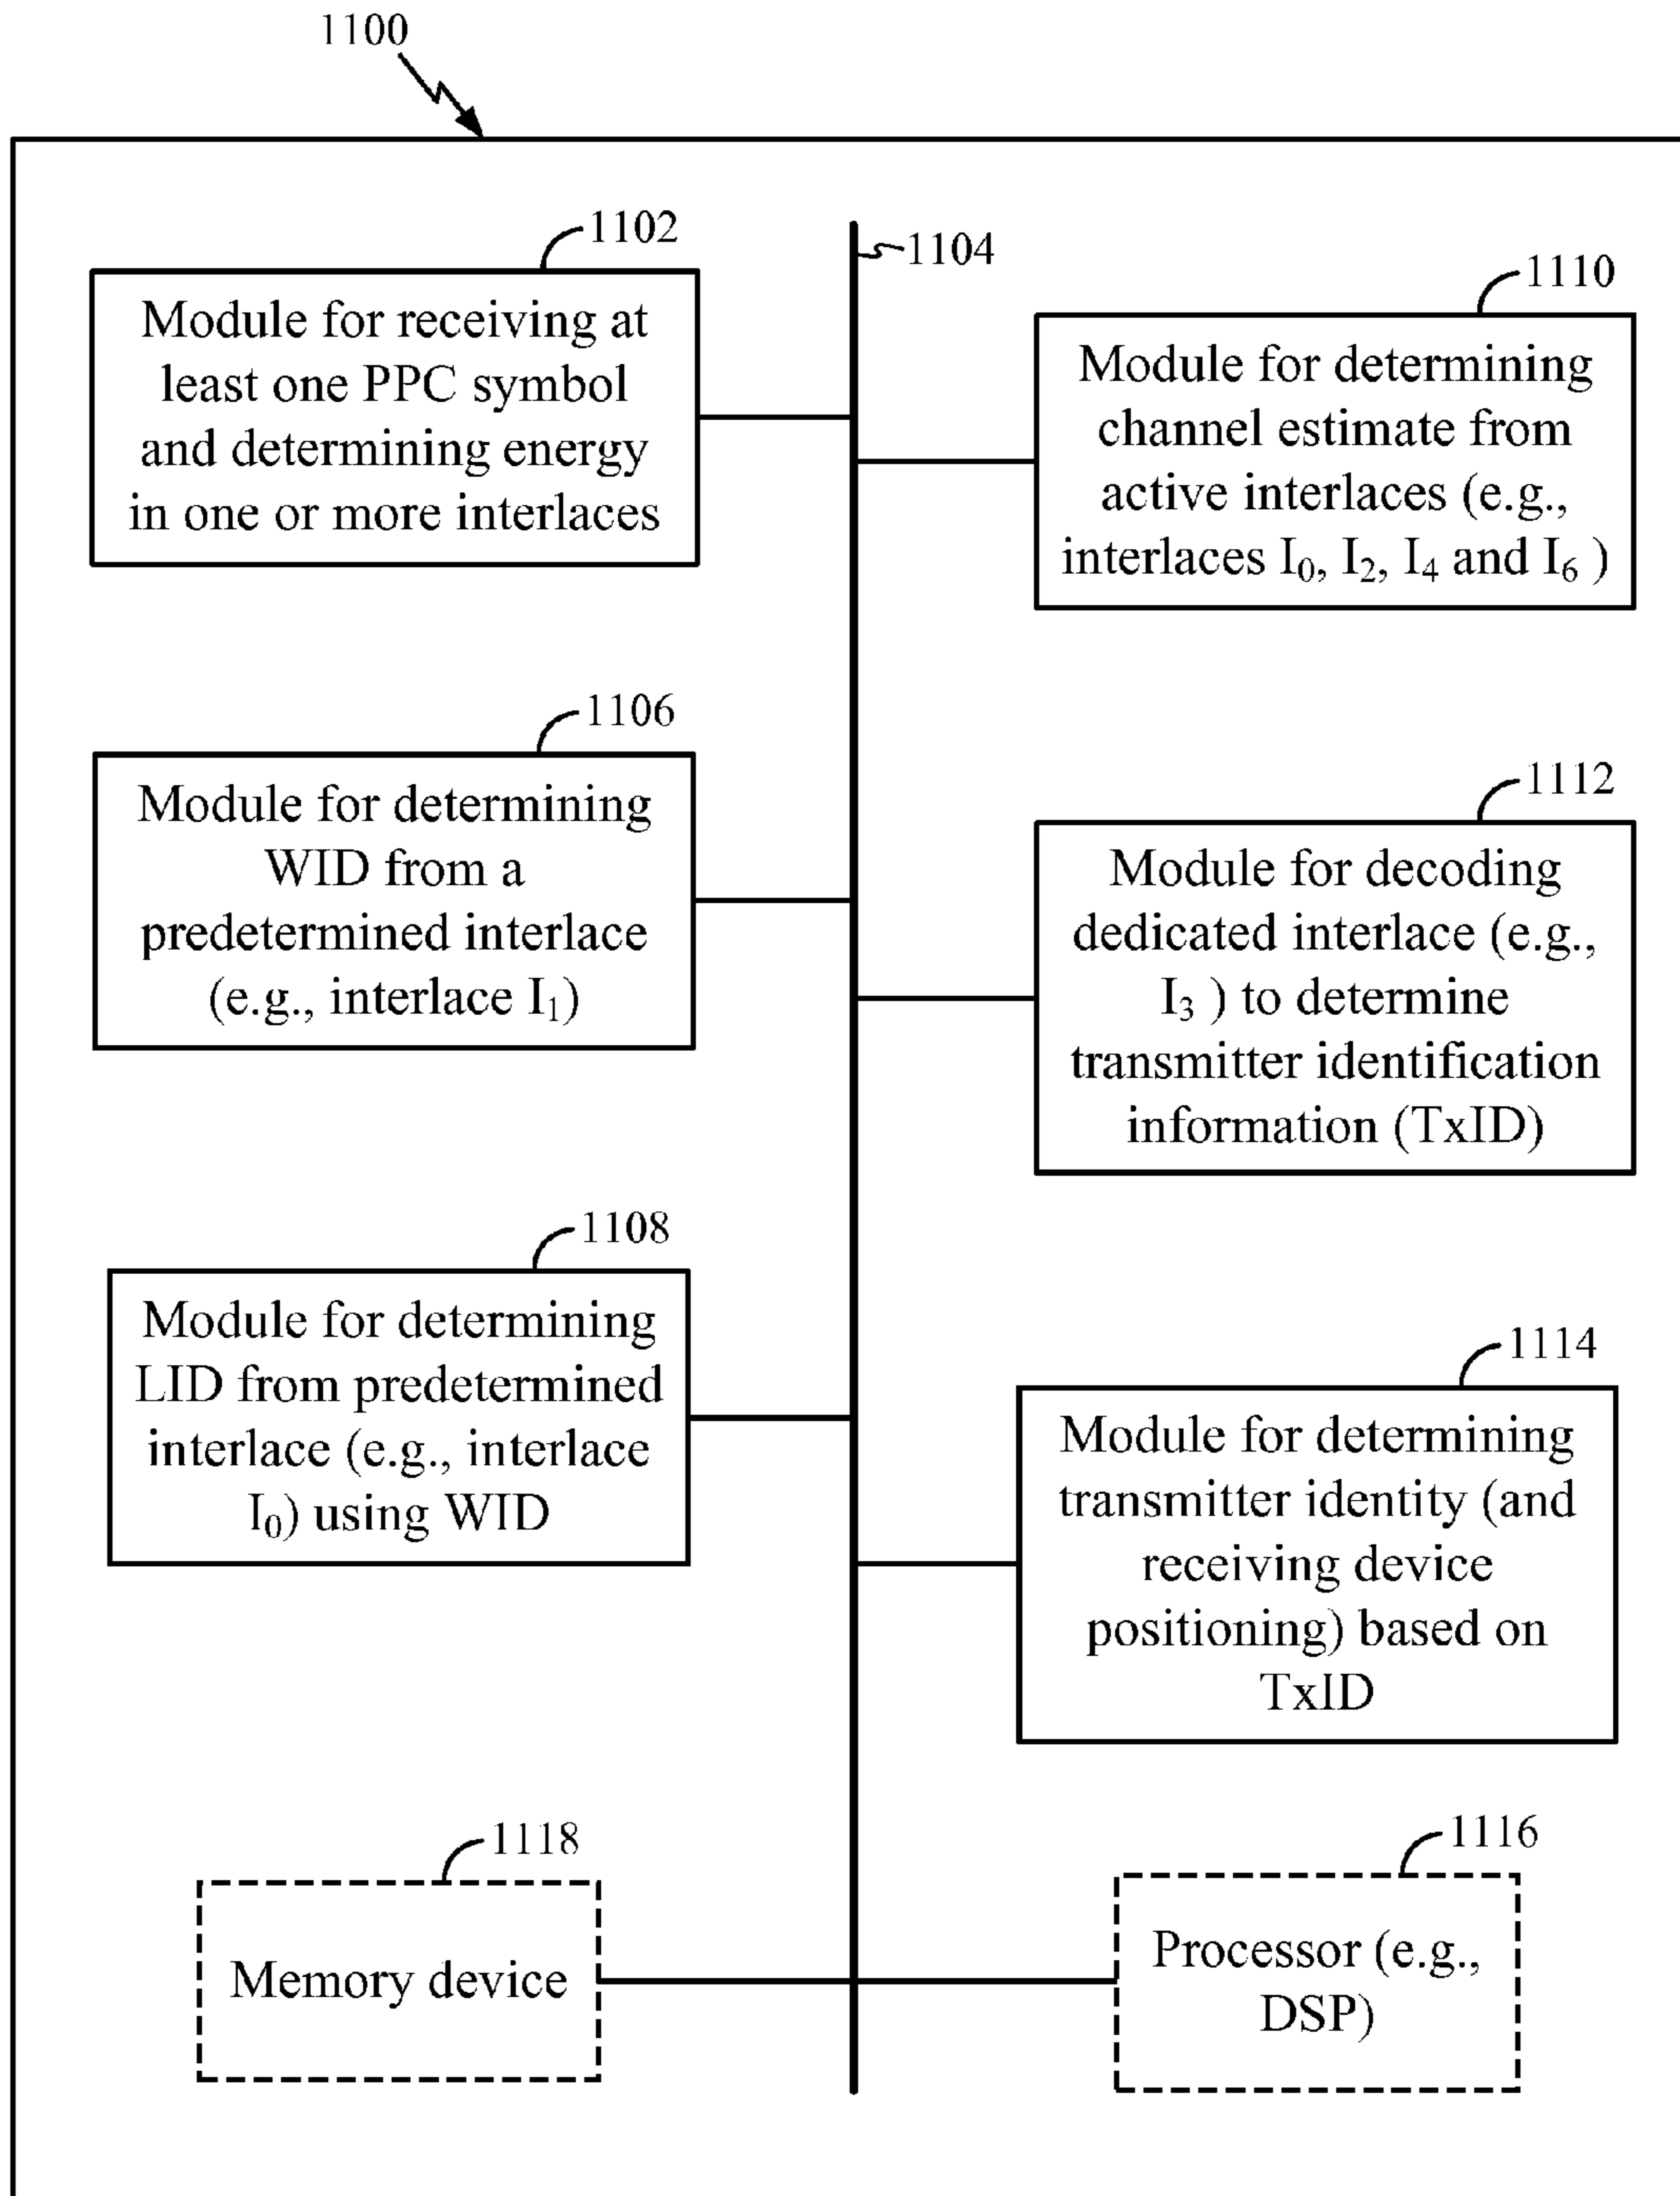 1100
1102
Module for receiving at
least one PPC symbol
and determining energy
in one or more interlaces
1104
1110
Module for determining
channel estimate from
active interlaces (e.g.,
interlaces I₀, I₂, I₄ and I₆ )
1106
Module for determining
WID from a
predetermined interlace
(e.g., interlace I₁)
1112
Module for decoding
dedicated interlace (e.g.,
I₃ ) to determine
transmitter identification
information (TxID)
1108
Module for determining
LID from predetermined
interlace (e.g., interlace
I₀) using WID
1114
Module for determining
transmitter identity (and
receiving device
positioning) based on
TxID
1118
Memory device
1116
Processor (e.g.,
DSP)